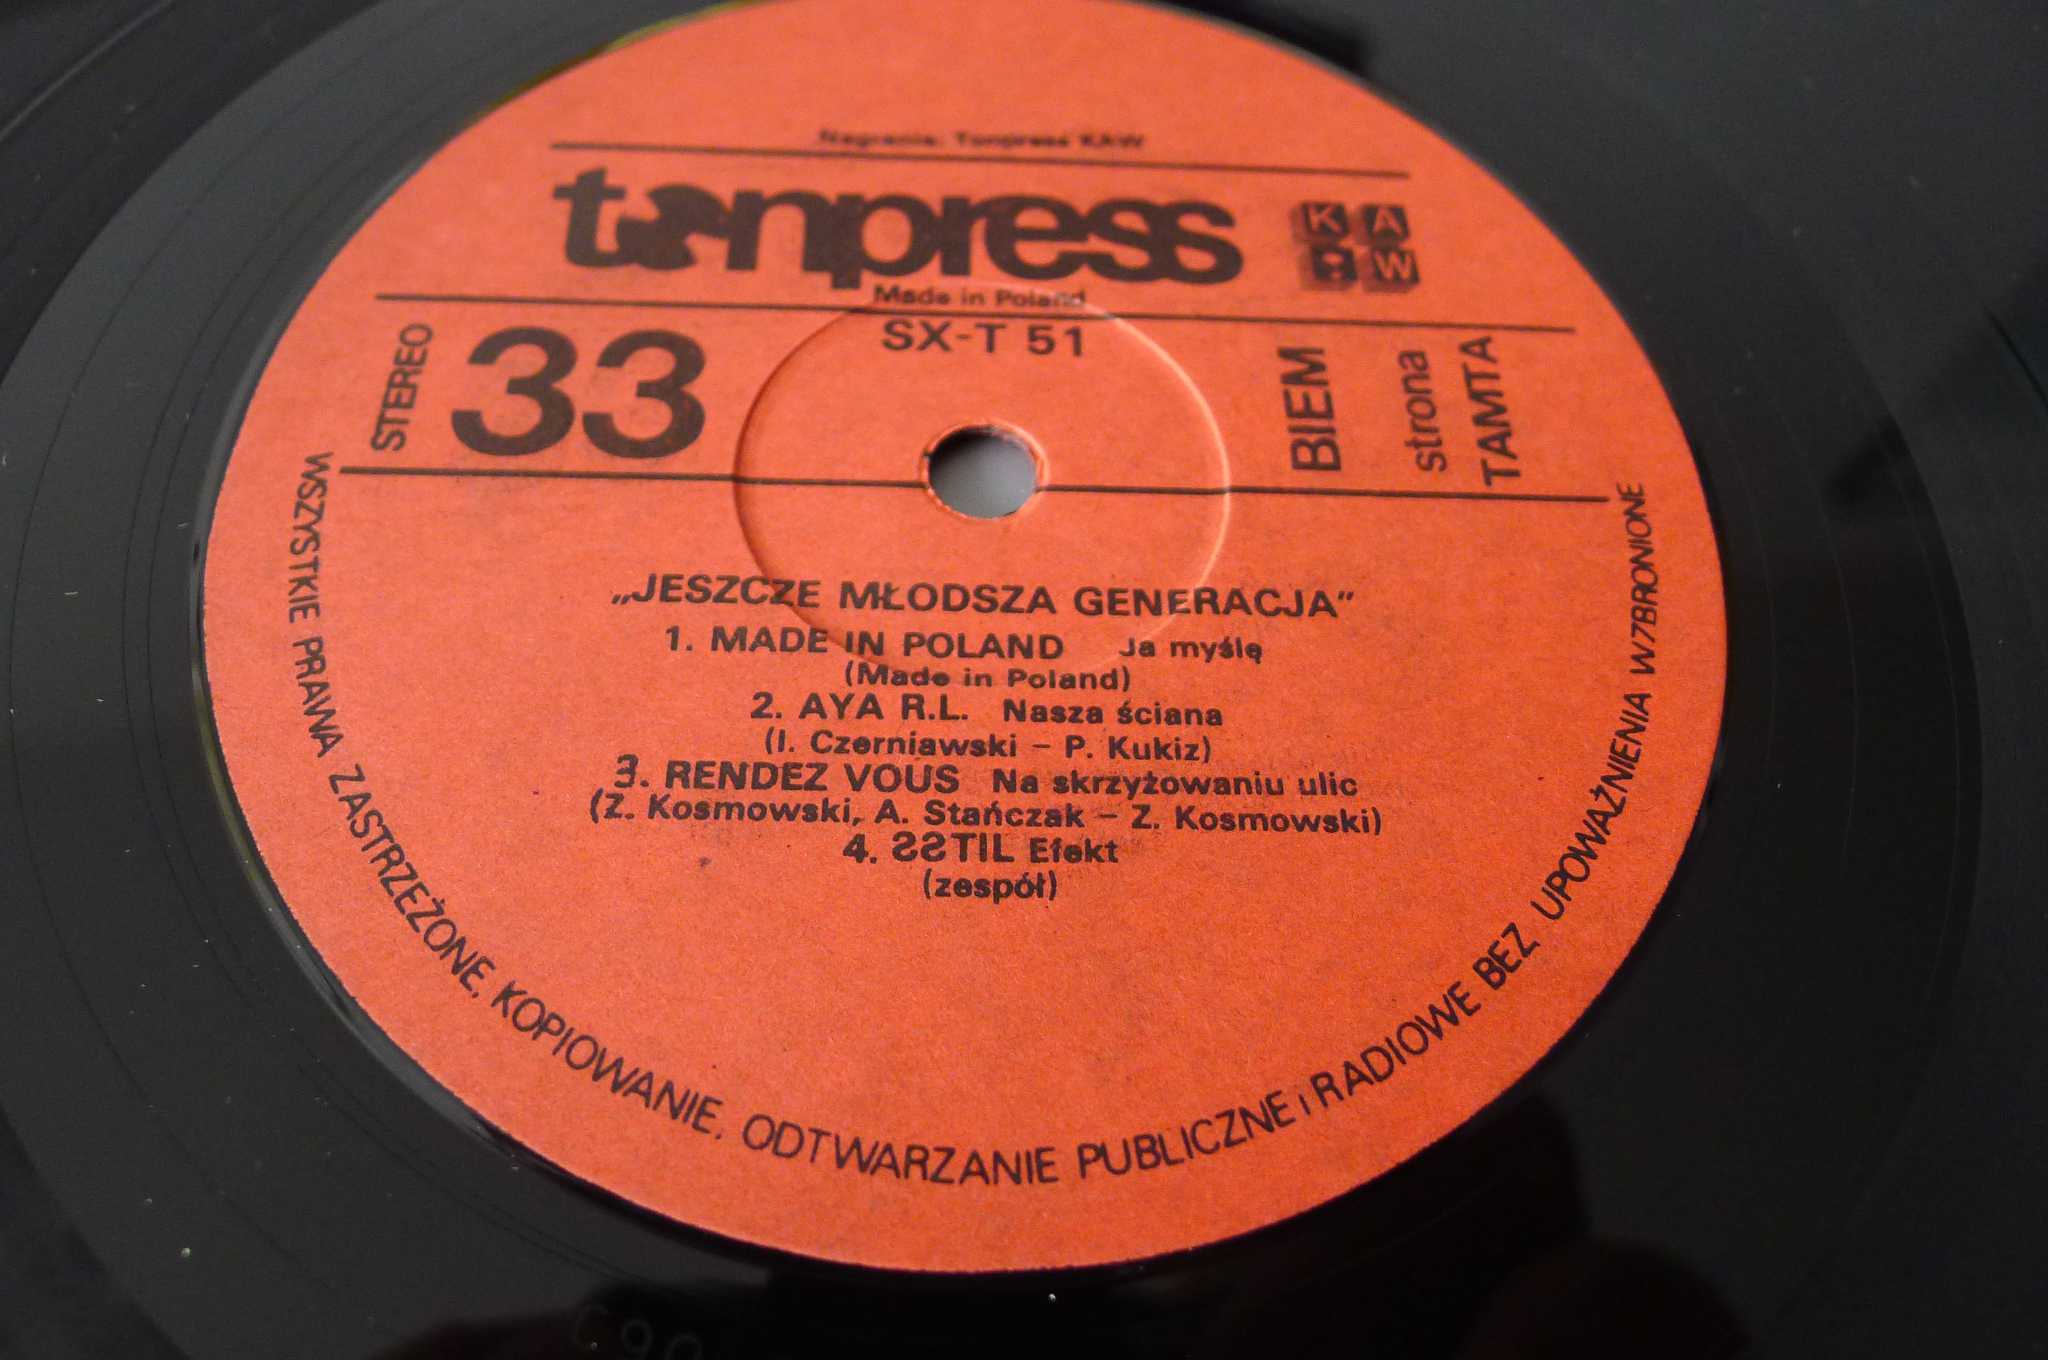 Nagranie: Tonpress KAW
tonpress KAW
Made in Poland
SX-T 51
STEREO
33
BIEM
strona
TAMTA
„JESZCZE MŁODSZA GENERACJA”
1. MADE IN POLAND Ja myślę
(Made in Poland)
2. AYA R.L. Nasza ściana
(I. Czerniawski – P. Kukiz)
3. RENDEZ VOUS Na skrzyżowaniu ulic
(Z. Kosmowski, A. Stańczak – Z. Kosmowski)
4. SSTIL Efekt
(zespół)
WSZYSTKIE PRAWA ZASTRZEŻONE. KOPIOWANIE. ODTWARZANIE PUBLICZNE i RADIOWE BEZ UPOWAŻNIENIA W7BRONIONE